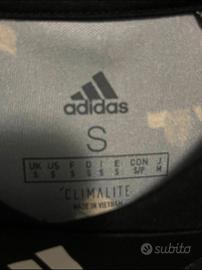 adidas
S
UK US F D I E CON J
S S S S S S S/P M
CLIMALITE
MADE IN VIETNAM
subito